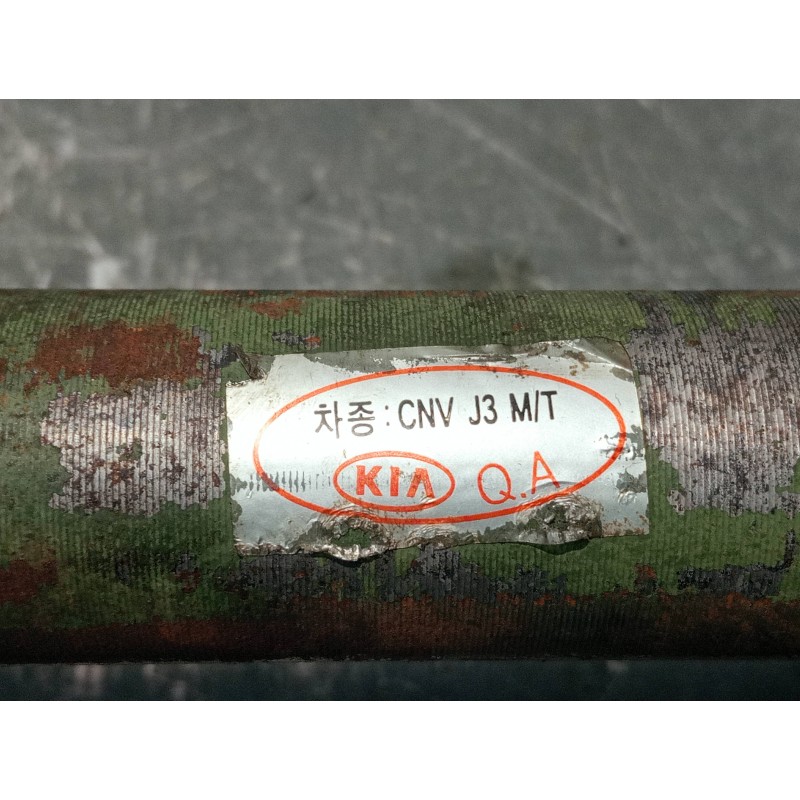 차종 : CNV J3 M/T
KIA Q.A